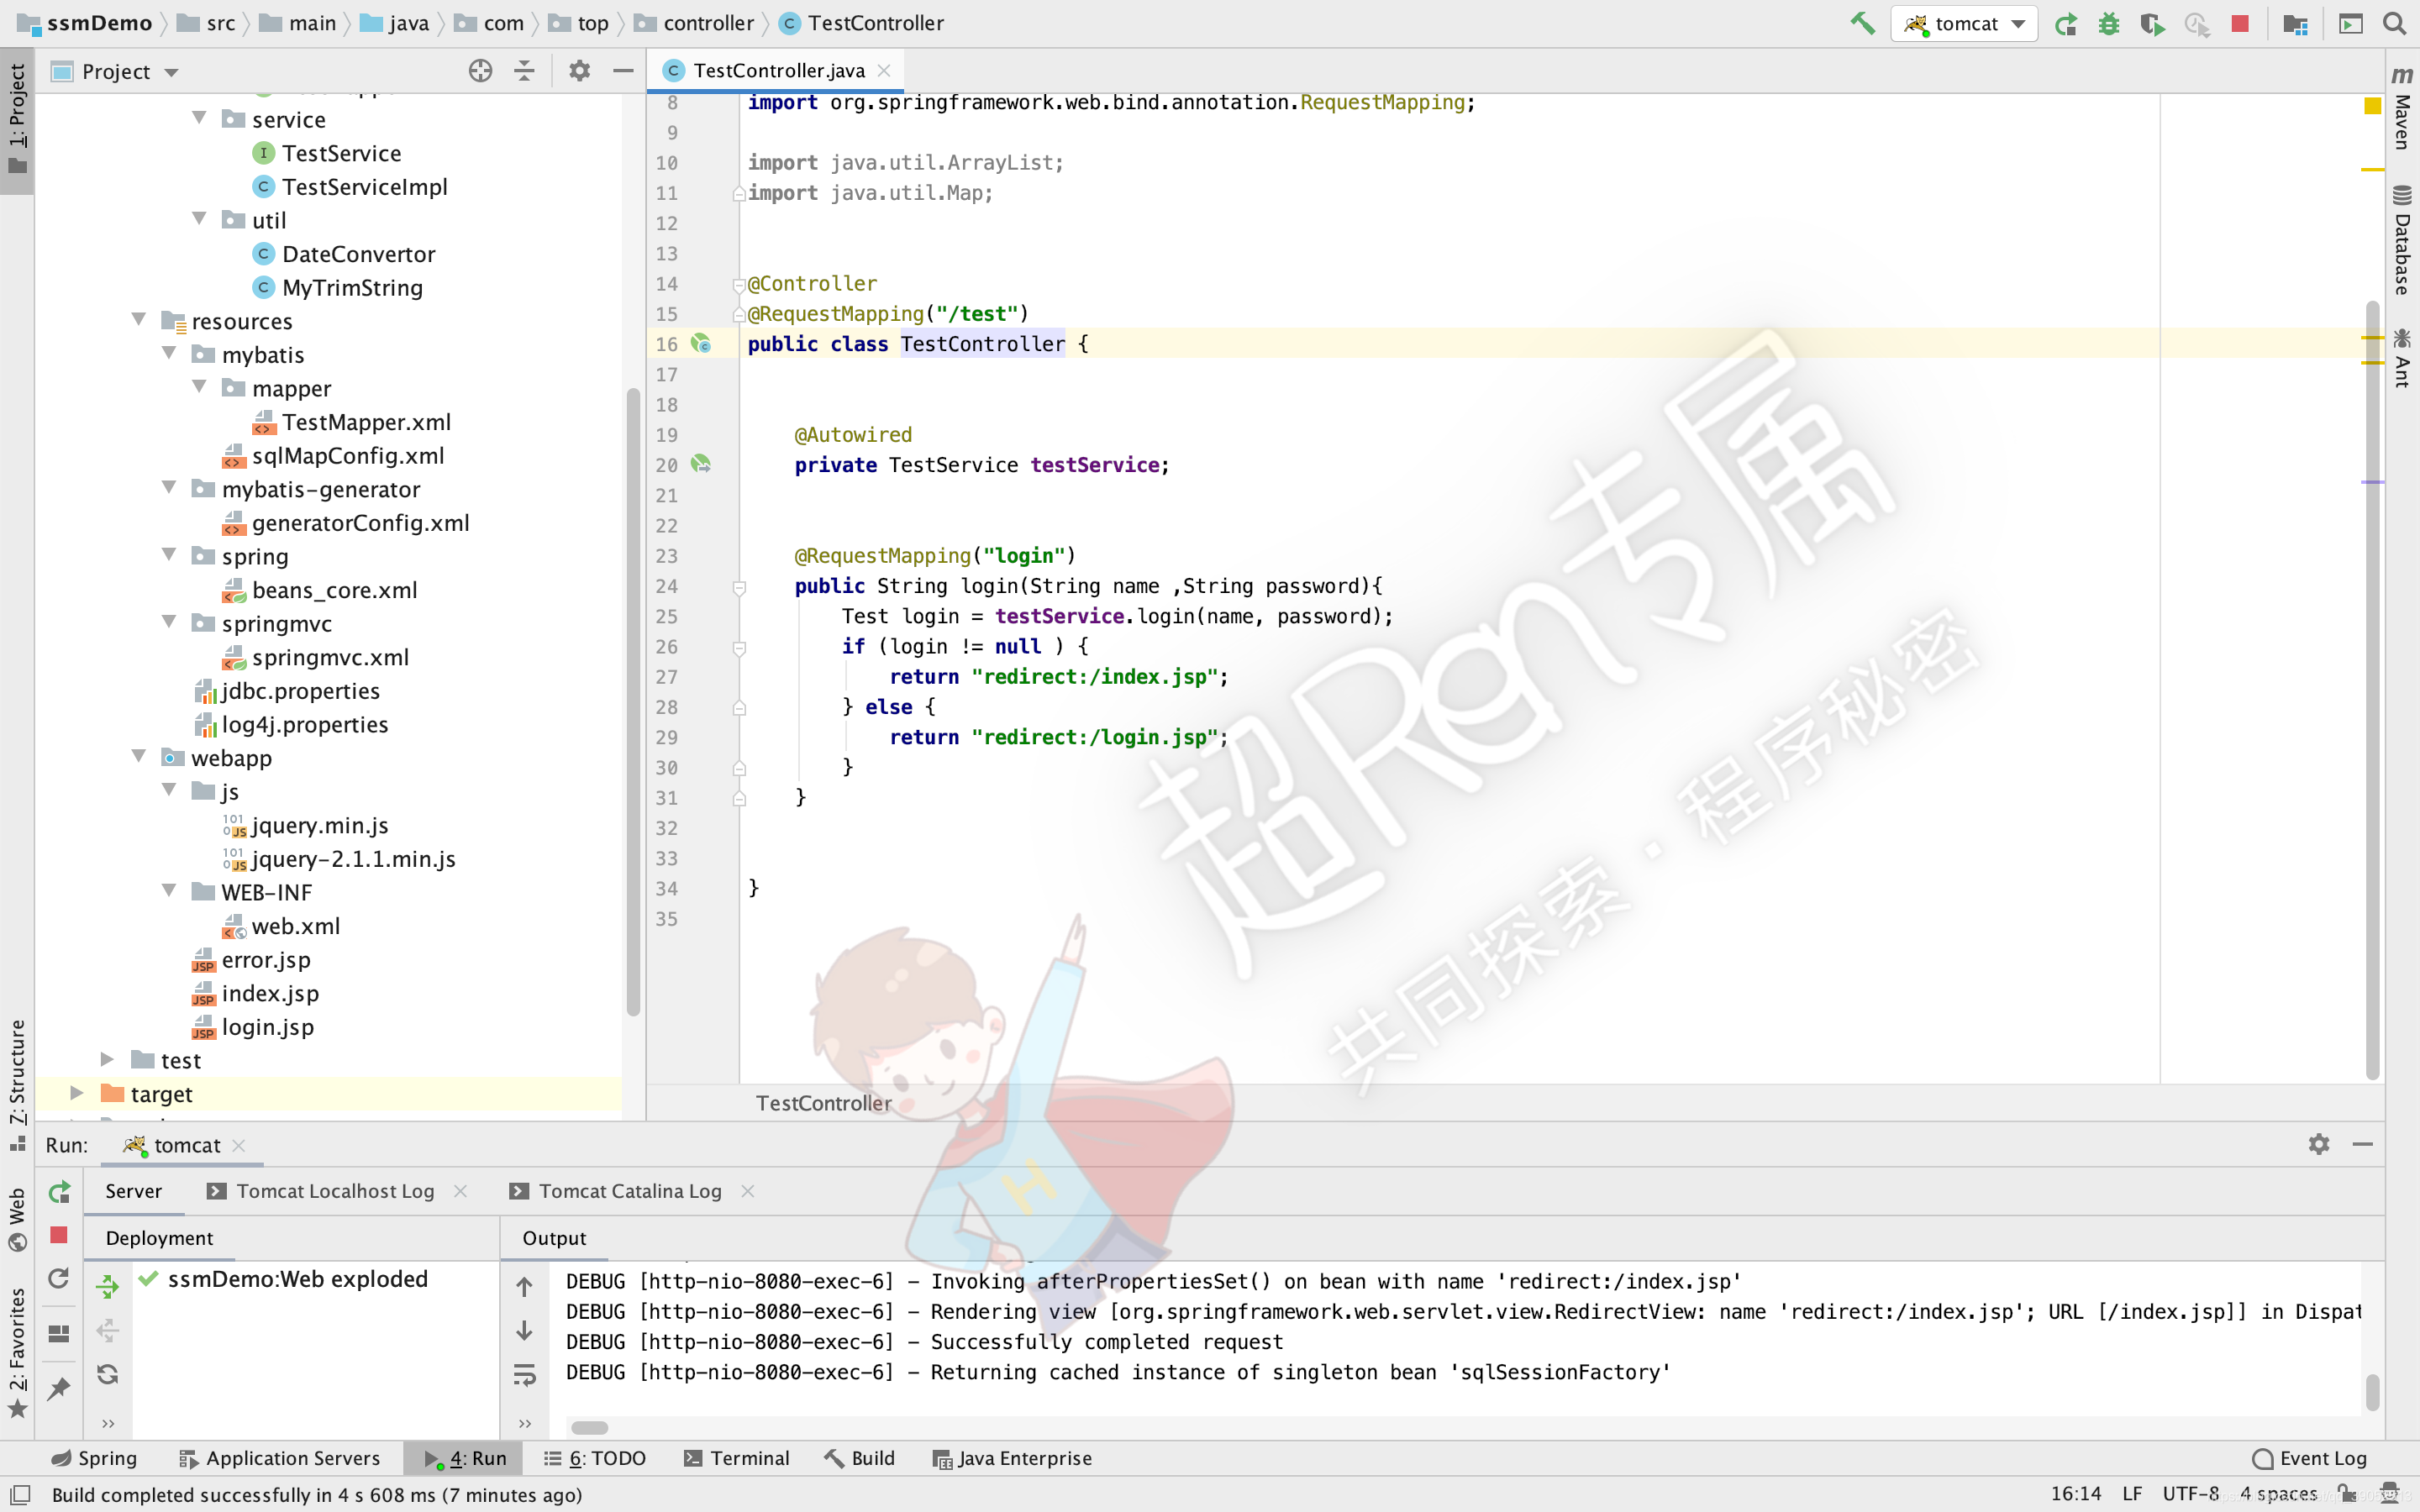 ssmDemo src main java com top controller TestController
tomcat
Project
TestController.java
1: Project
service
TestService
TestServiceImpl
util
DateConvertor
MyTrimString
resources
mybatis
mapper
TestMapper.xml
sqlMapConfig.xml
mybatis-generator
generatorConfig.xml
spring
beans_core.xml
springmvc
springmvc.xml
jdbc.properties
log4j.properties
webapp
js
jquery.min.js
jquery-2.1.1.min.js
WEB-INF
web.xml
error.jsp
index.jsp
login.jsp
test
target
7: Structure
Web
2: Favorites
8 import org.springframework.web.bind.annotation.RequestMapping;
9
10 import java.util.ArrayList;
11 import java.util.Map;
12
13
14 @Controller
15 @RequestMapping("/test")
16 public class TestController {
17
18
19 @Autowired
20 private TestService testService;
21
22
23 @RequestMapping("login")
24 public String login(String name ,String password){
25 Test login = testService.login(name, password);
26 if (login != null ) {
27 return "redirect:/index.jsp";
28 } else {
29 return "redirect:/login.jsp";
30 }
31 }
32
33
34 }
35
超Ran专属
共同探索·程序秘密
H
TestController
Maven
Database
Ant
Run: tomcat
Server Tomcat Localhost Log Tomcat Catalina Log
Deployment Output
ssmDemo:Web exploded
DEBUG [http-nio-8080-exec-6] - Invoking afterPropertiesSet() on bean with name 'redirect:/index.jsp'
DEBUG [http-nio-8080-exec-6] - Rendering view [org.springframework.web.servlet.view.RedirectView: name 'redirect:/index.jsp'; URL [/index.jsp]] in Dispat
DEBUG [http-nio-8080-exec-6] - Successfully completed request
DEBUG [http-nio-8080-exec-6] - Returning cached instance of singleton bean 'sqlSessionFactory'
Spring Application Servers 4: Run 6: TODO Terminal Build Java Enterprise Event Log
Build completed successfully in 4 s 608 ms (7 minutes ago) 16:14 LF UTF-8 4 spaces